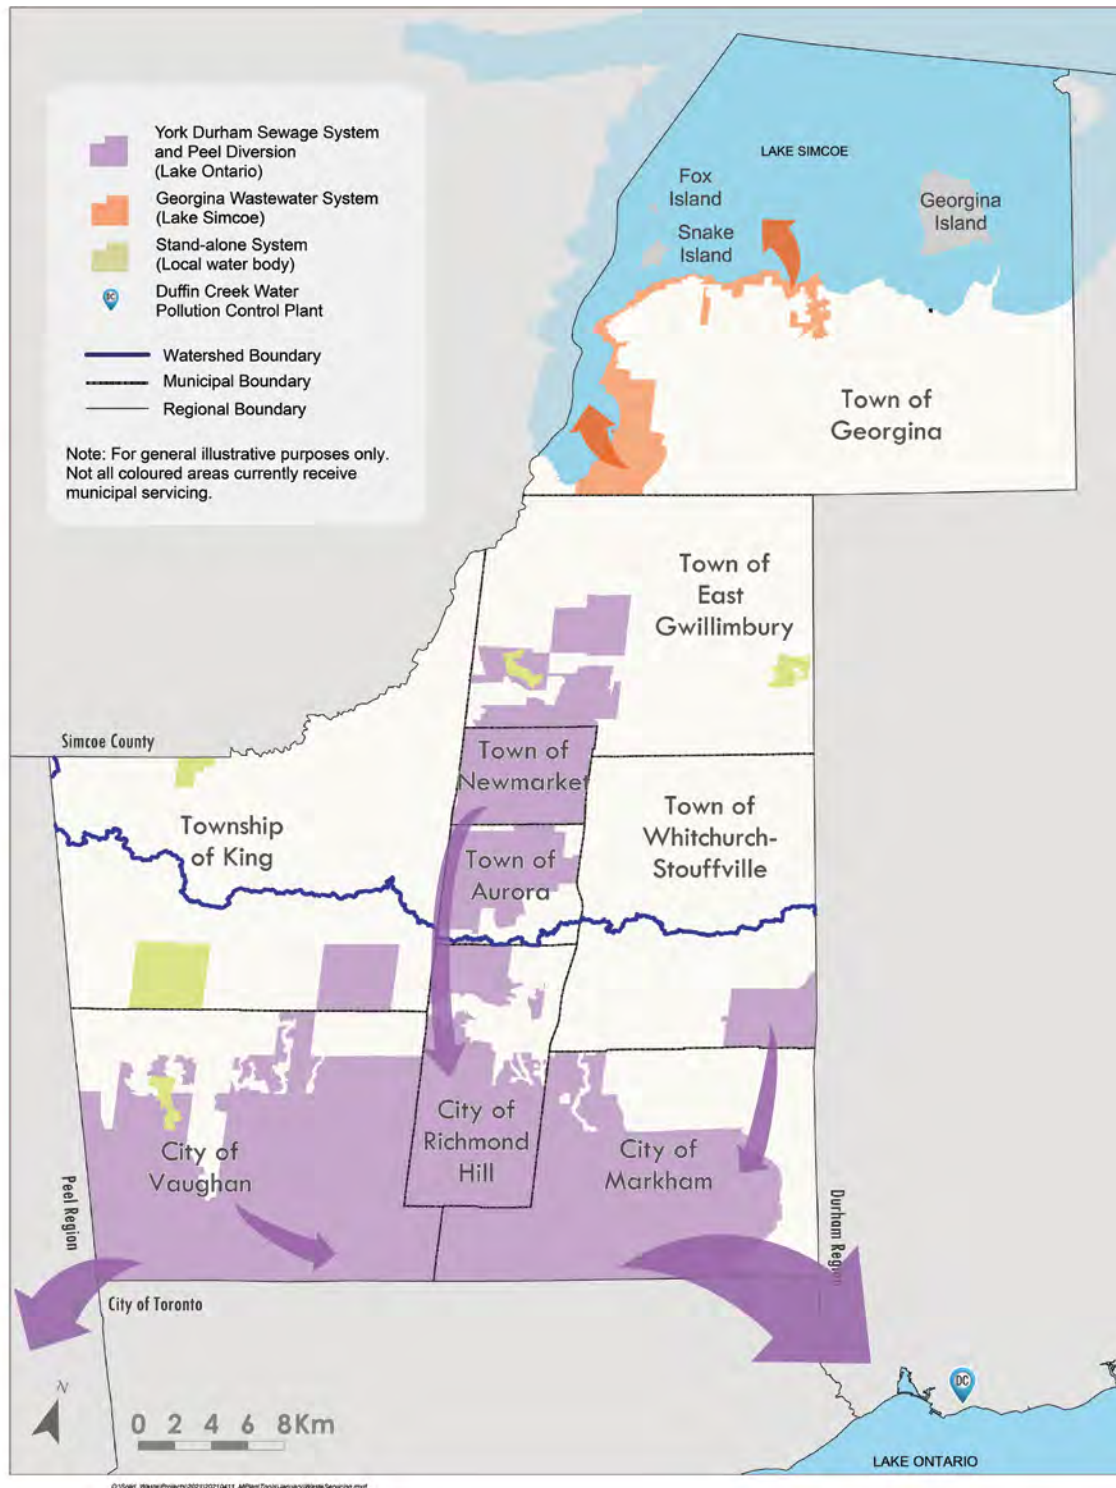 York Durham Sewage System
and Peel Diversion
(Lake Ontario)
Georgina Wastewater System
(Lake Simcoe)
Stand-alone System
(Local water body)
DC
Duffin Creek Water
Pollution Control Plant
Watershed Boundary
Municipal Boundary
Regional Boundary
Note: For general illustrative purposes only.
Not all coloured areas currently receive
municipal servicing.
LAKE SIMCOE
Fox
Island
Snake
Island
Georgina
Island
Town of
Georgina
Town of
East
Gwillimbury
Simcoe County
Town of
Newmarket
Township
of King
Town of
Whitchurch-
Stouffville
Town of
Aurora
City of
Richmond
Hill
City of
Vaughan
City of
Markham
Peel Region
Durham Region
City of Toronto
N
0 2 4 6 8Km
DC
LAKE ONTARIO